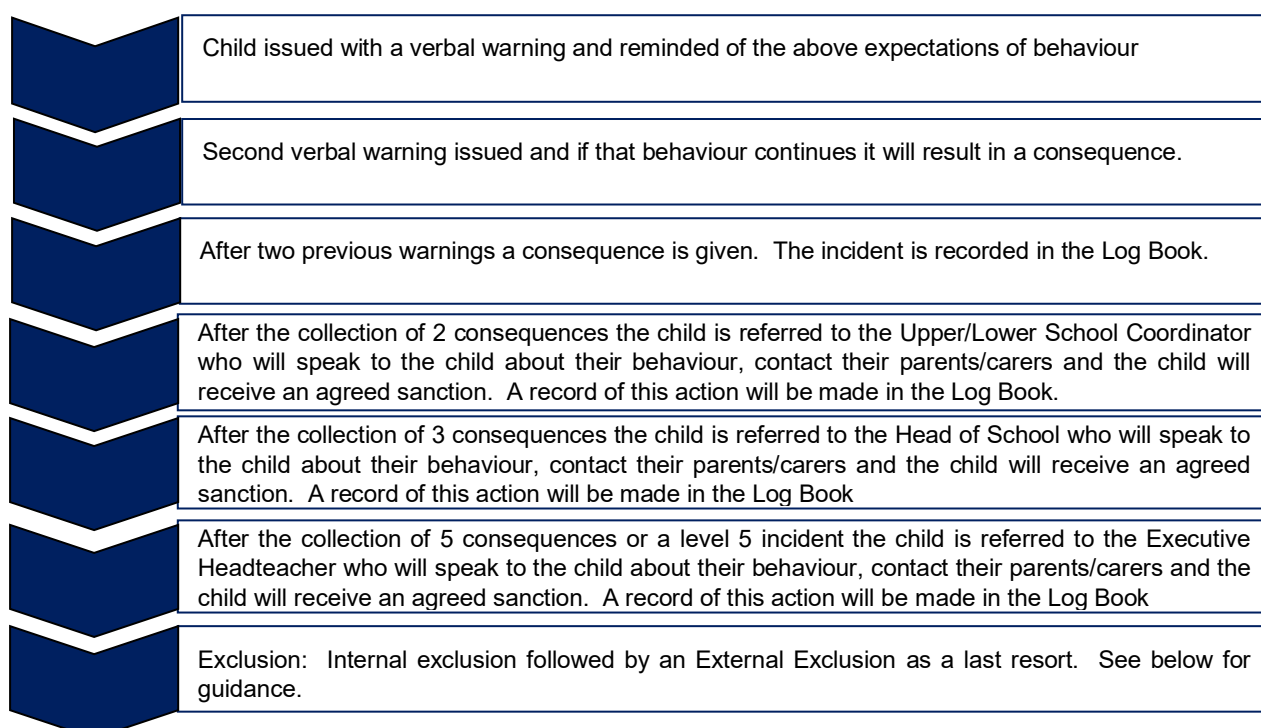 Child issued with a verbal warning and reminded of the above expectations of behaviour
Second verbal warning issued and if that behaviour continues it will result in a consequence.
After two previous warnings a consequence is given.  The incident is recorded in the Log Book.
After the collection of 2 consequences the child is referred to the Upper/Lower School Coordinator
who will speak to the child about their behaviour, contact their parents/carers and the child will
receive an agreed sanction.  A record of this action will be made in the Log Book.
After the collection of 3 consequences the child is referred to the Head of School who will speak to
the child about their behaviour, contact their parents/carers and the child will receive an agreed
sanction.  A record of this action will be made in the Log Book
After the collection of 5 consequences or a level 5 incident the child is referred to the Executive
Headteacher who will speak to the child about their behaviour, contact their parents/carers and the
child will receive an agreed sanction.  A record of this action will be made in the Log Book
Exclusion:  Internal exclusion followed by an External Exclusion as a last resort.  See below for
guidance.